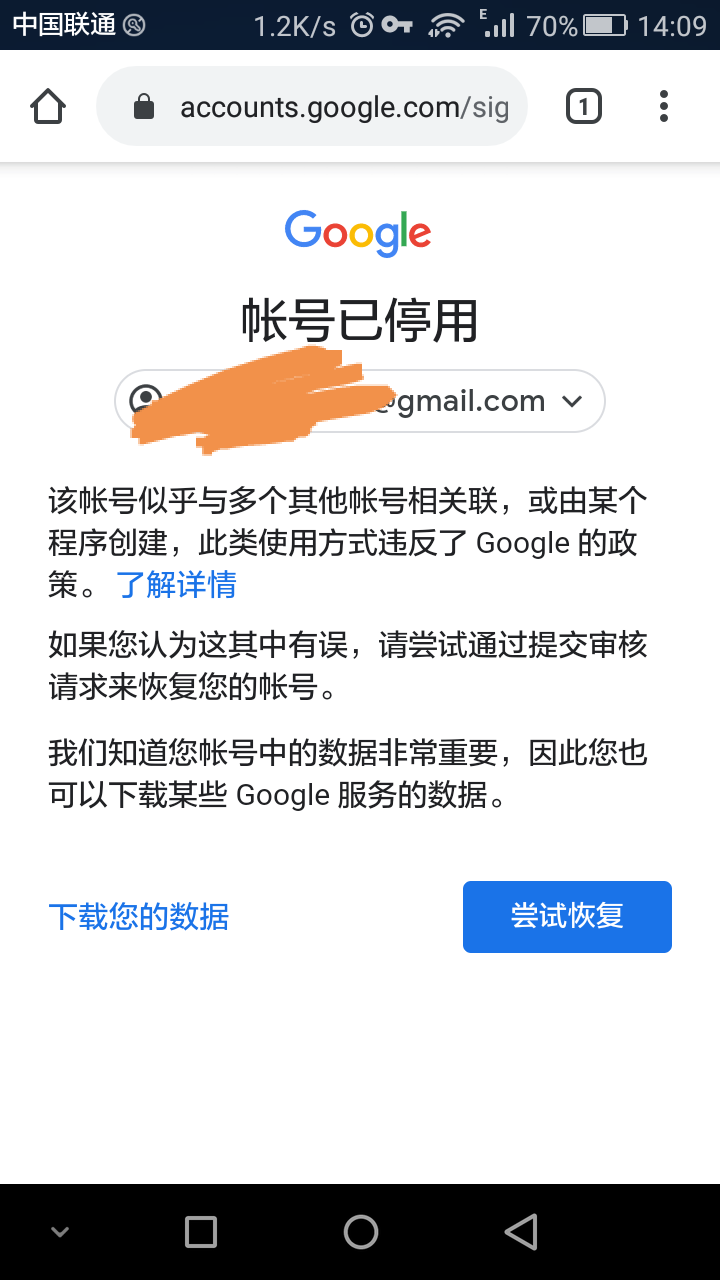 中国联通 1.2K/s E 70% 14:09
accounts.google.com/sig 1
Google
帐号已停用
@gmail.com
该帐号似乎与多个其他帐号相关联，或由某个
程序创建，此类使用方式违反了 Google 的政
策。了解详情
如果您认为这其中有误，请尝试通过提交审核
请求来恢复您的帐号。
我们知道您帐号中的数据非常重要，因此您也
可以下载某些 Google 服务的数据。
下载您的数据 尝试恢复